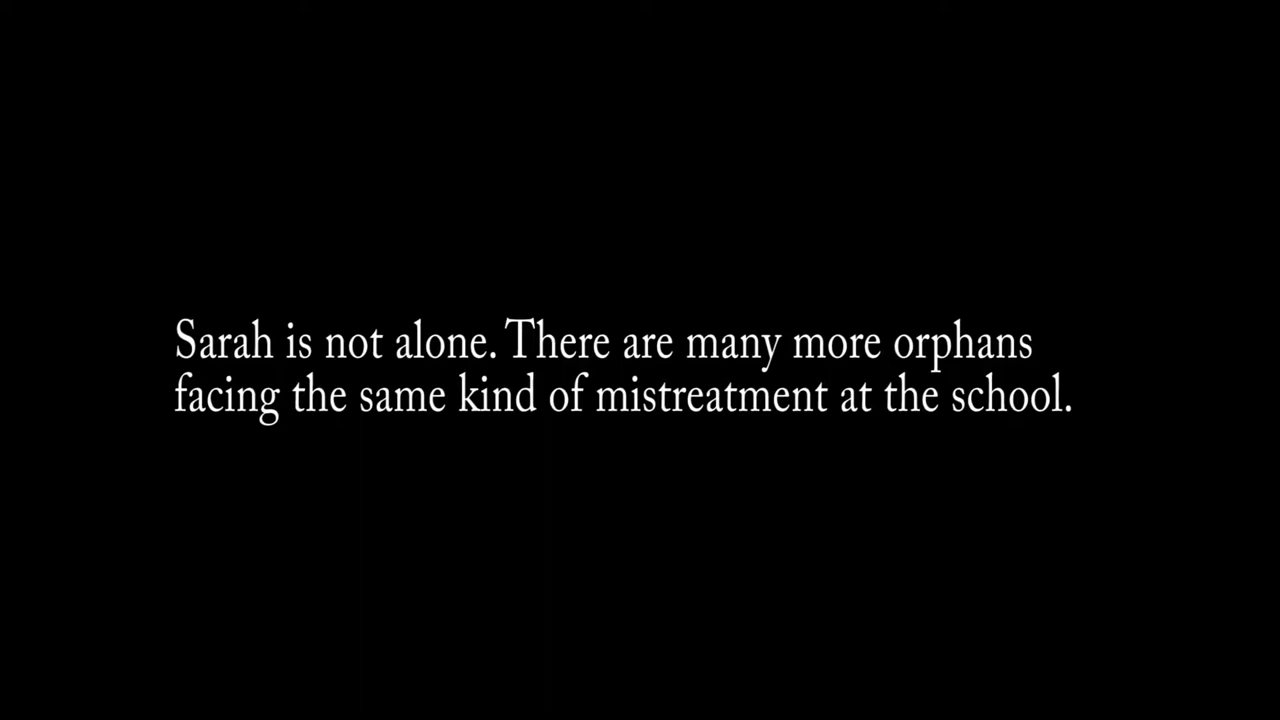 Sarah is not alone. There are many more orphans
facing the same kind of mistreatment at the school.